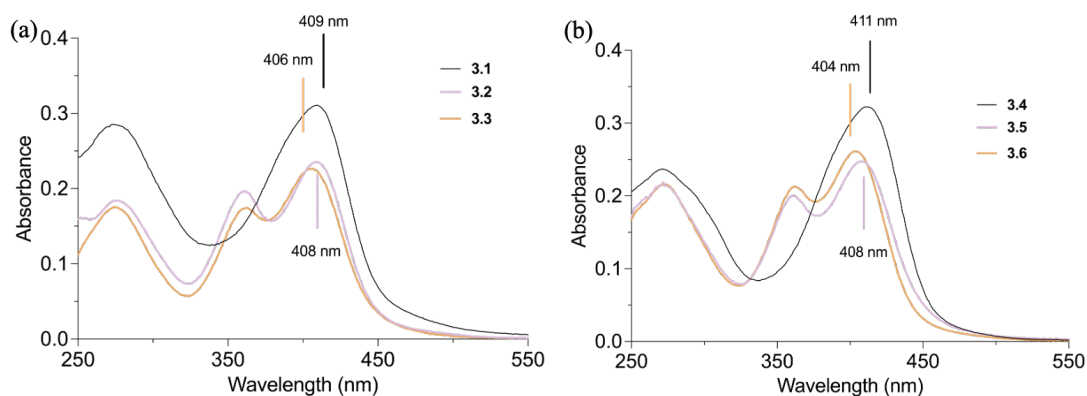 (a)
409 nm
406 nm
3.1
3.2
3.3
408 nm
Absorbance
0.4
0.3
0.2
0.1
0.0
250
350
450
550
Wavelength (nm)
(b)
411 nm
404 nm
3.4
3.5
3.6
408 nm
Absorbance
0.4
0.3
0.2
0.1
0.0
250
350
450
550
Wavelength (nm)